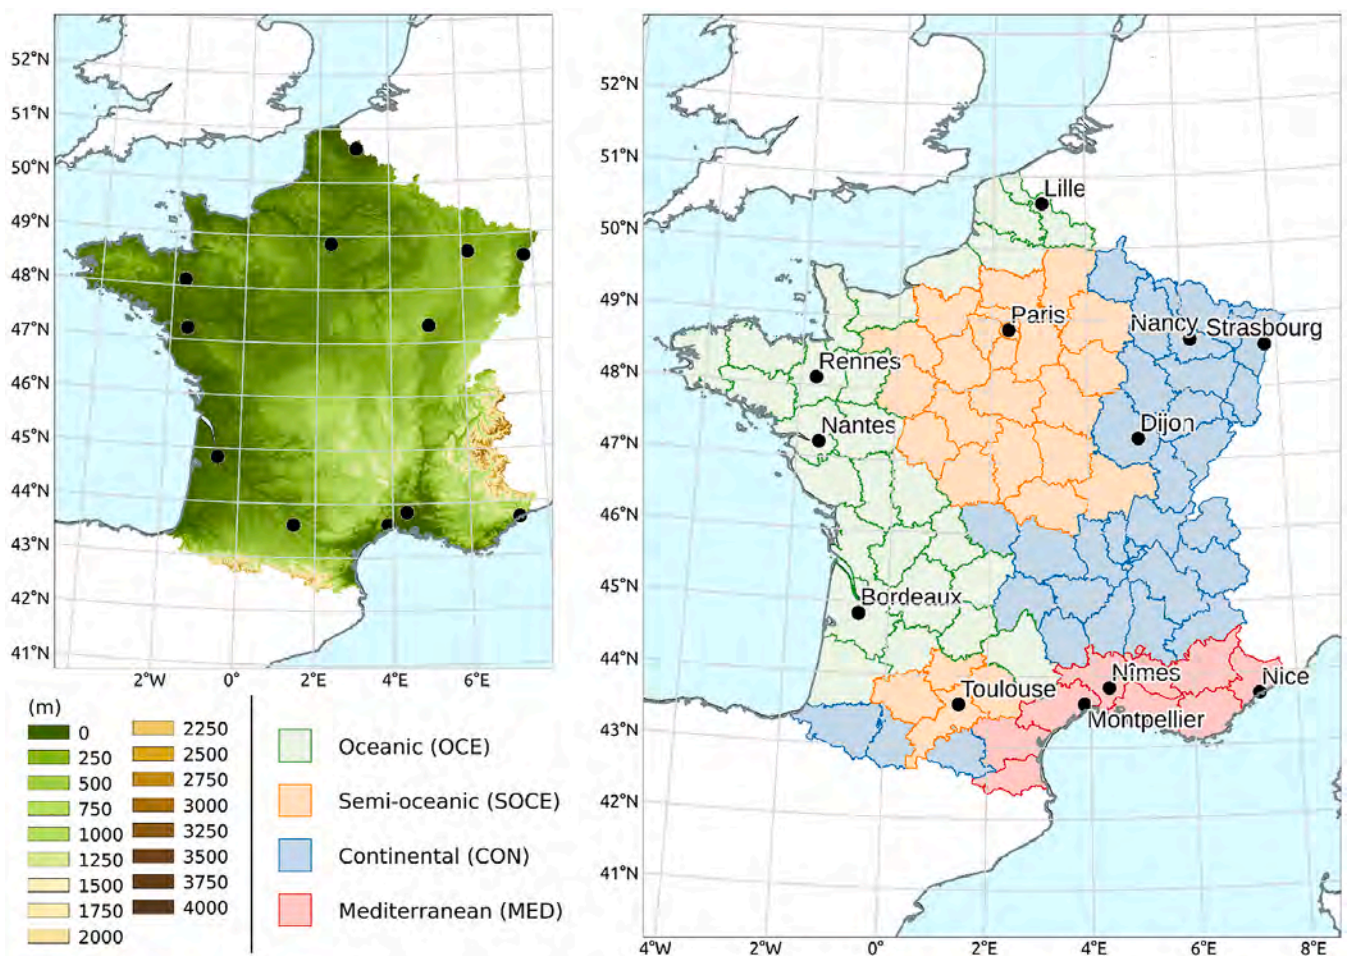 52°N
51°N
50°N
49°N
48°N
47°N
46°N
45°N
44°N
43°N
42°N
41°N
2°W
0°
2°E
4°E
6°E
(m)
0
250
500
750
1000
1250
1500
1750
2000
2250
2500
2750
3000
3250
3500
3750
4000
Oceanic (OCE)
Semi-oceanic (SOCE)
Continental (CON)
Mediterranean (MED)
52°N
51°N
50°N
49°N
48°N
47°N
46°N
45°N
44°N
43°N
42°N
41°N
Lille
Paris
Nancy
Strasbourg
Rennes
Nantes
Dijon
Bordeaux
Toulouse
Nîmes
Nice
Montpellier
4°W
2°W
0°
2°E
4°E
6°E
8°E